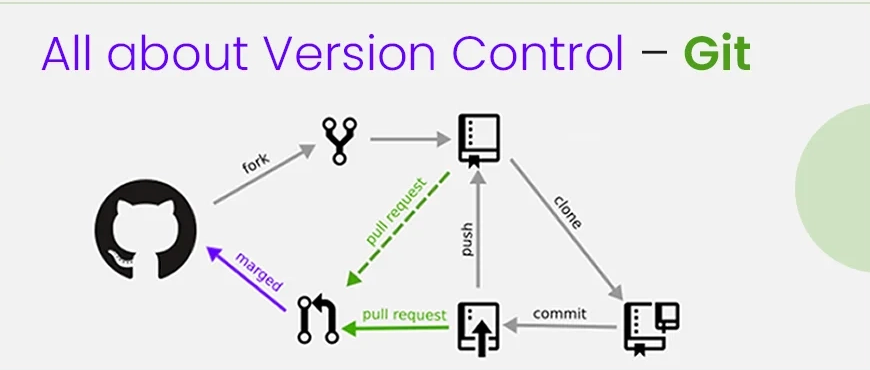 All about Version Control – Git
fork
pull request
clone
push
marged
pull request
commit